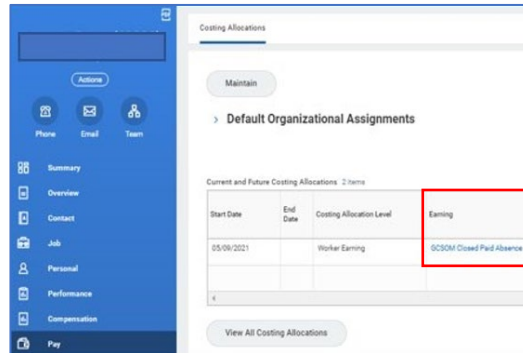 Actions
Phone Email Team
Summary
Overview
Contact
Job
Personal
Performance
Compensation
Pay
Costing Allocations
Maintain
Default Organizational Assignments
Current and Future Costing Allocations 2 items
Start Date End Date Costing Allocation Level Earning
05/09/2021 Worker Earning GCSOM Closed Paid Absence
View All Costing Allocations